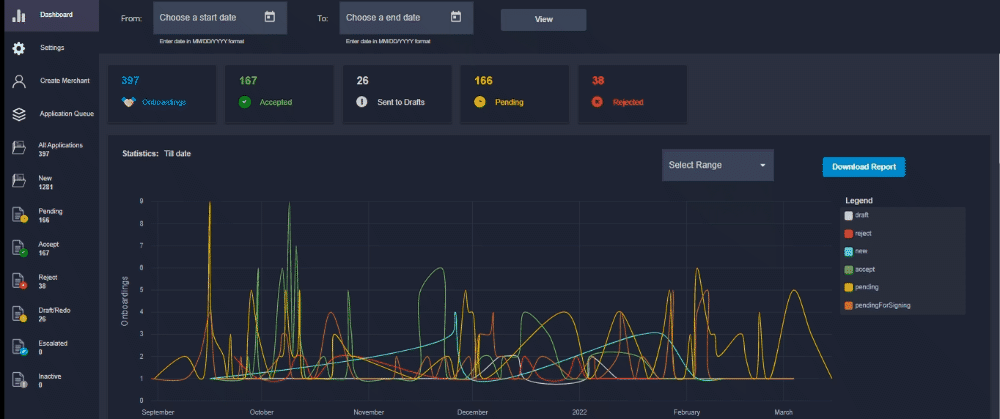 Dashboard
Settings
Create Merchant
Application Queue
All Applications
397
New
1281
Pending
166
Accept
167
Reject
38
Draft/Redo
26
Escalated
0
Inactive
0
From:
Choose a start date
Enter date in MM/DD/YYYY format
To:
Choose a end date
Enter date in MM/DD/YYYY format
View
397
Onboardings
167
Accepted
26
Sent to Drafts
166
Pending
38
Rejected
Statistics: Till date
Select Range
Download Report
Onboardings
9
8
7
6
5
4
3
2
1
0
September
October
November
December
2022
February
March
Legend
draft
reject
new
accept
pending
pendingForSigning